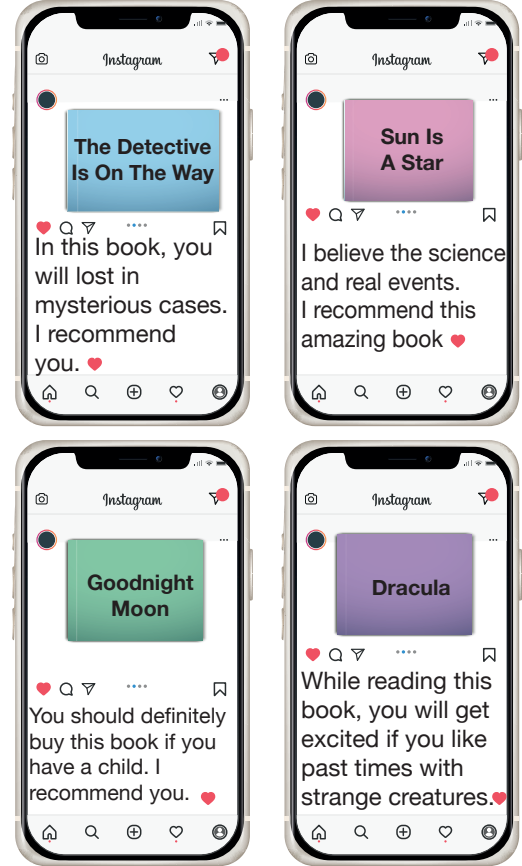 Instagram
The Detective
Is On The Way
In this book, you
will lost in
mysterious cases.
I recommend
you.
Instagram
Sun Is
A Star
I believe the science
and real events.
I recommend this
amazing book
Instagram
Goodnight
Moon
You should definitely
buy this book if you
have a child. I
recommend you.
Instagram
Dracula
While reading this
book, you will get
excited if you like
past times with
strange creatures.